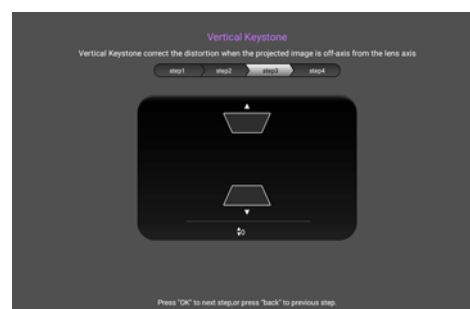 Vertical Keystone
Vertical Keystone correct the distortion when the projected image is off-axis from the lens axis
step1 step2 step3 step4
0
Press "OK" to next step,or press "back" to previous step.